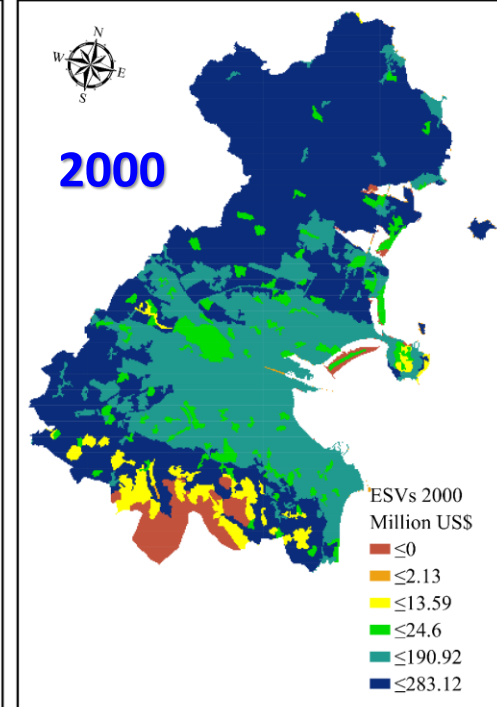 N
W
E
S
2000
ESVs 2000
Million US$
≤0
≤2.13
≤13.59
≤24.6
≤190.92
≤283.12